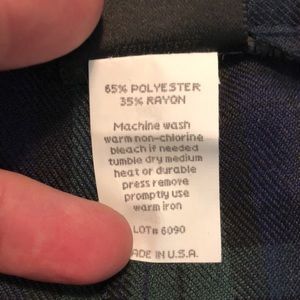 65% POLYESTER
35% RAYON
Machine wash
warm non-chlorine
bleach if needed
tumble dry medium
heat or durable
press remove
promptly use
warm iron
LOT# 6090
MADE IN U.S.A.